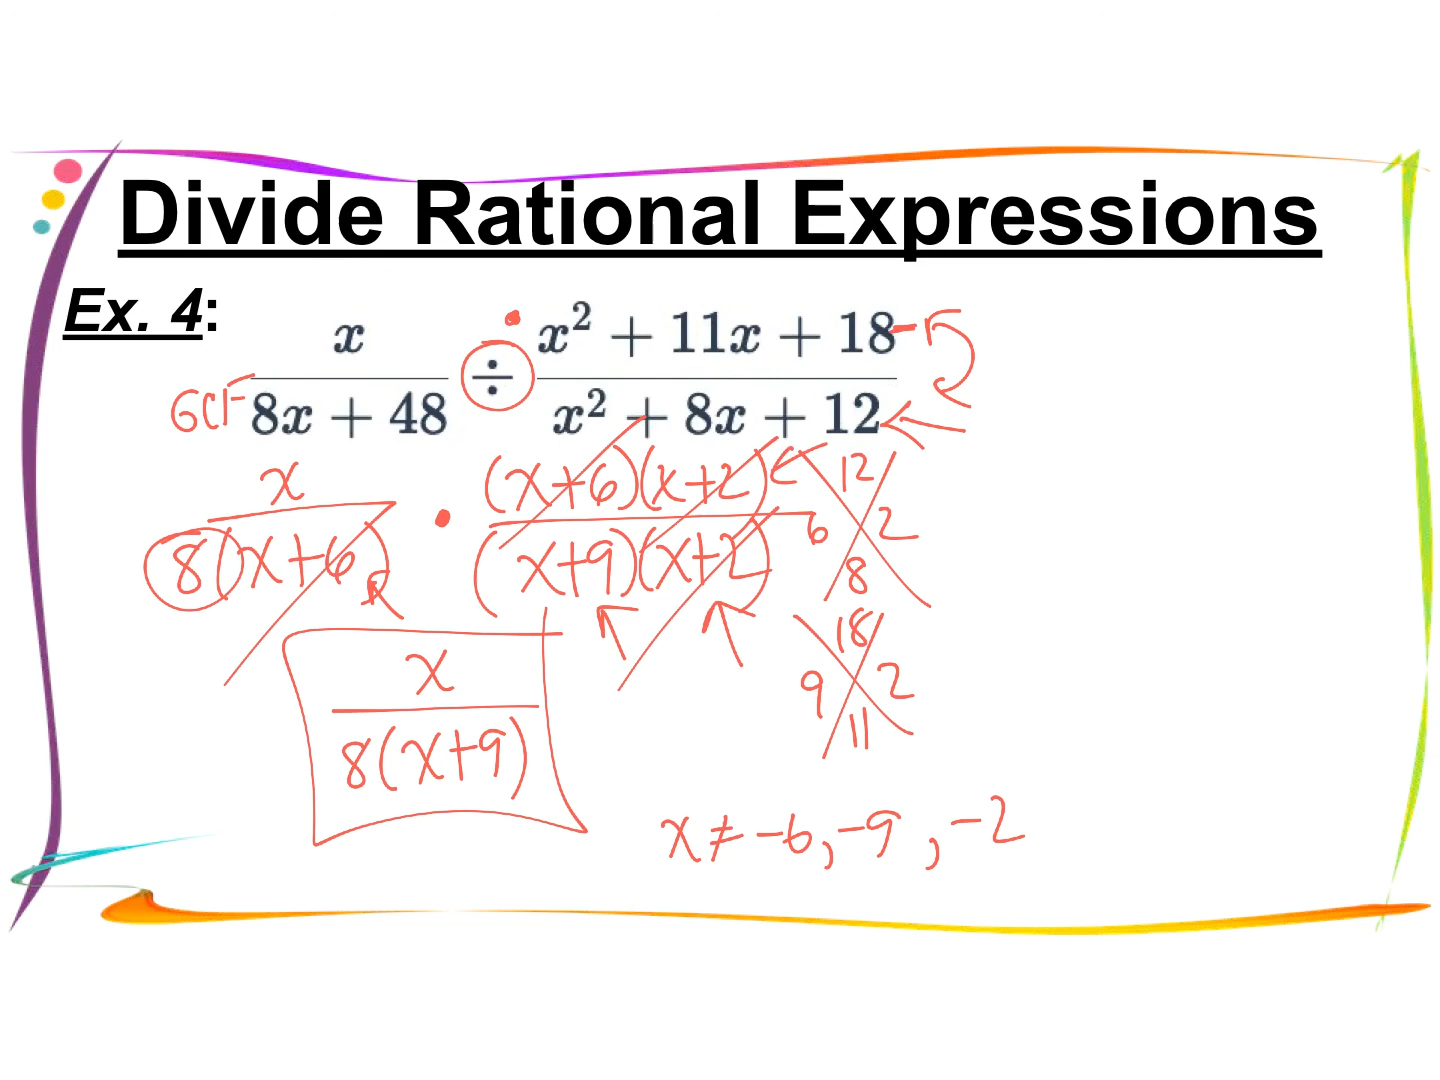 Divide Rational Expressions
Ex. 4:
x ÷ • x² + 11x + 18
GCF 8x + 48 x² + 8x + 12
x • (x+6)(x+2)
8(x+6) (x+9)(x+2)
12
6 2
8
18
9 2
11
x
8(x+9)
x ≠ -6, -9, -2